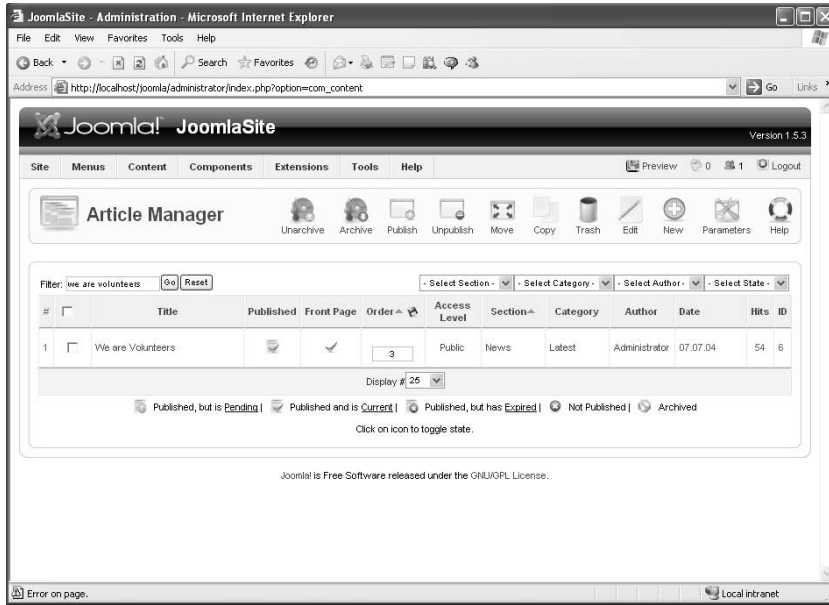 JoomlaSite - Administration - Microsoft Internet Explorer
File Edit View Favorites Tools Help
Back Search Favorites
Address http://localhost/joomla/administrator/index.php?option=com_content Go Links
Joomla! JoomlaSite
Version 1.5.3
Site Menus Content Components Extensions Tools Help Preview 0 1 Logout
Article Manager
Unarchive Archive Publish Unpublish Move Copy Trash Edit New Parameters Help
Filter: we are volunteers Go Reset - Select Section - - Select Category - - Select Author - - Select State -
# Title Published Front Page Order Access Level Section Category Author Date Hits ID
1 We are Volunteers 3 Public News Latest Administrator 07.07.04 54 6
Display # 25
Published, but is Pending | Published and is Current | Published, but has Expired | Not Published | Archived
Click on icon to toggle state.
Joomla! is Free Software released under the GNU/GPL License.
Error on page. Local intranet